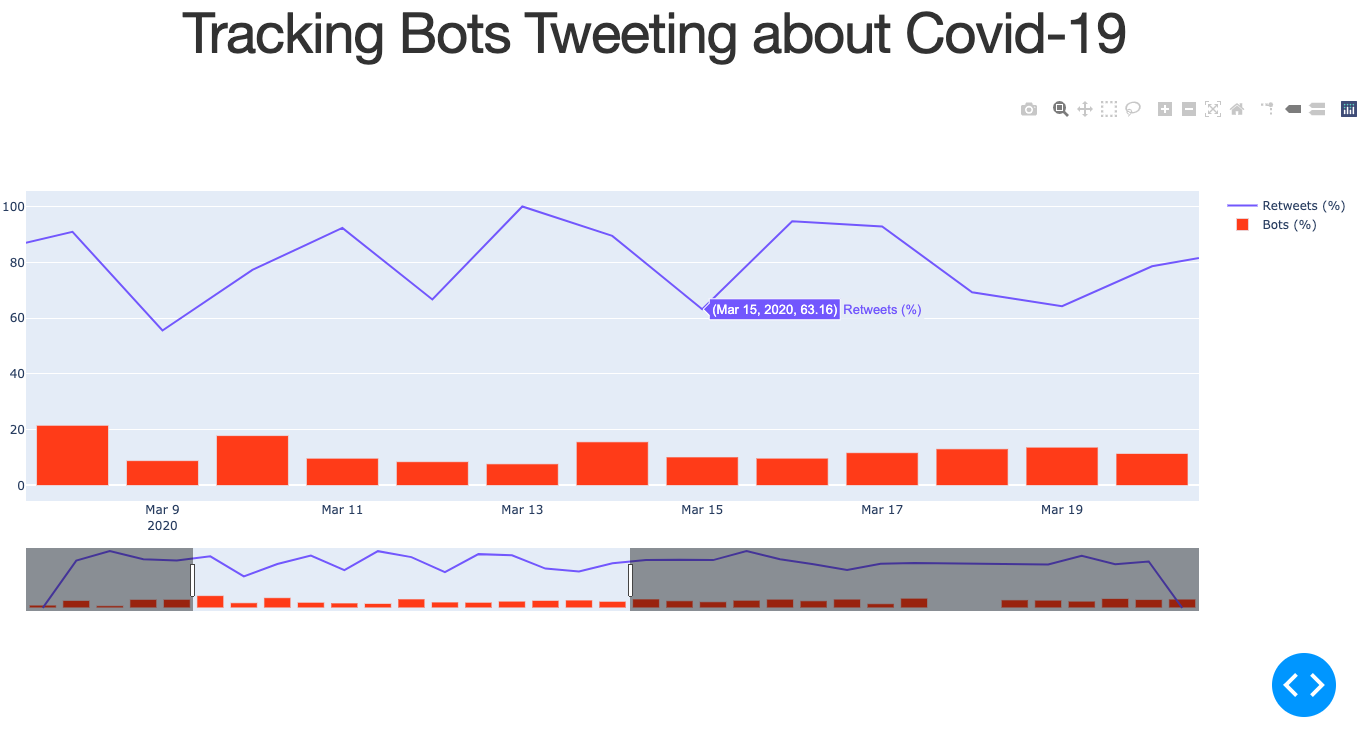 Tracking Bots Tweeting about Covid-19
100
80
60
40
20
0
Retweets (%)
Bots (%)
(Mar 15, 2020, 63.16) Retweets (%)
Mar 9 Mar 11 Mar 13 Mar 15 Mar 17 Mar 19
2020